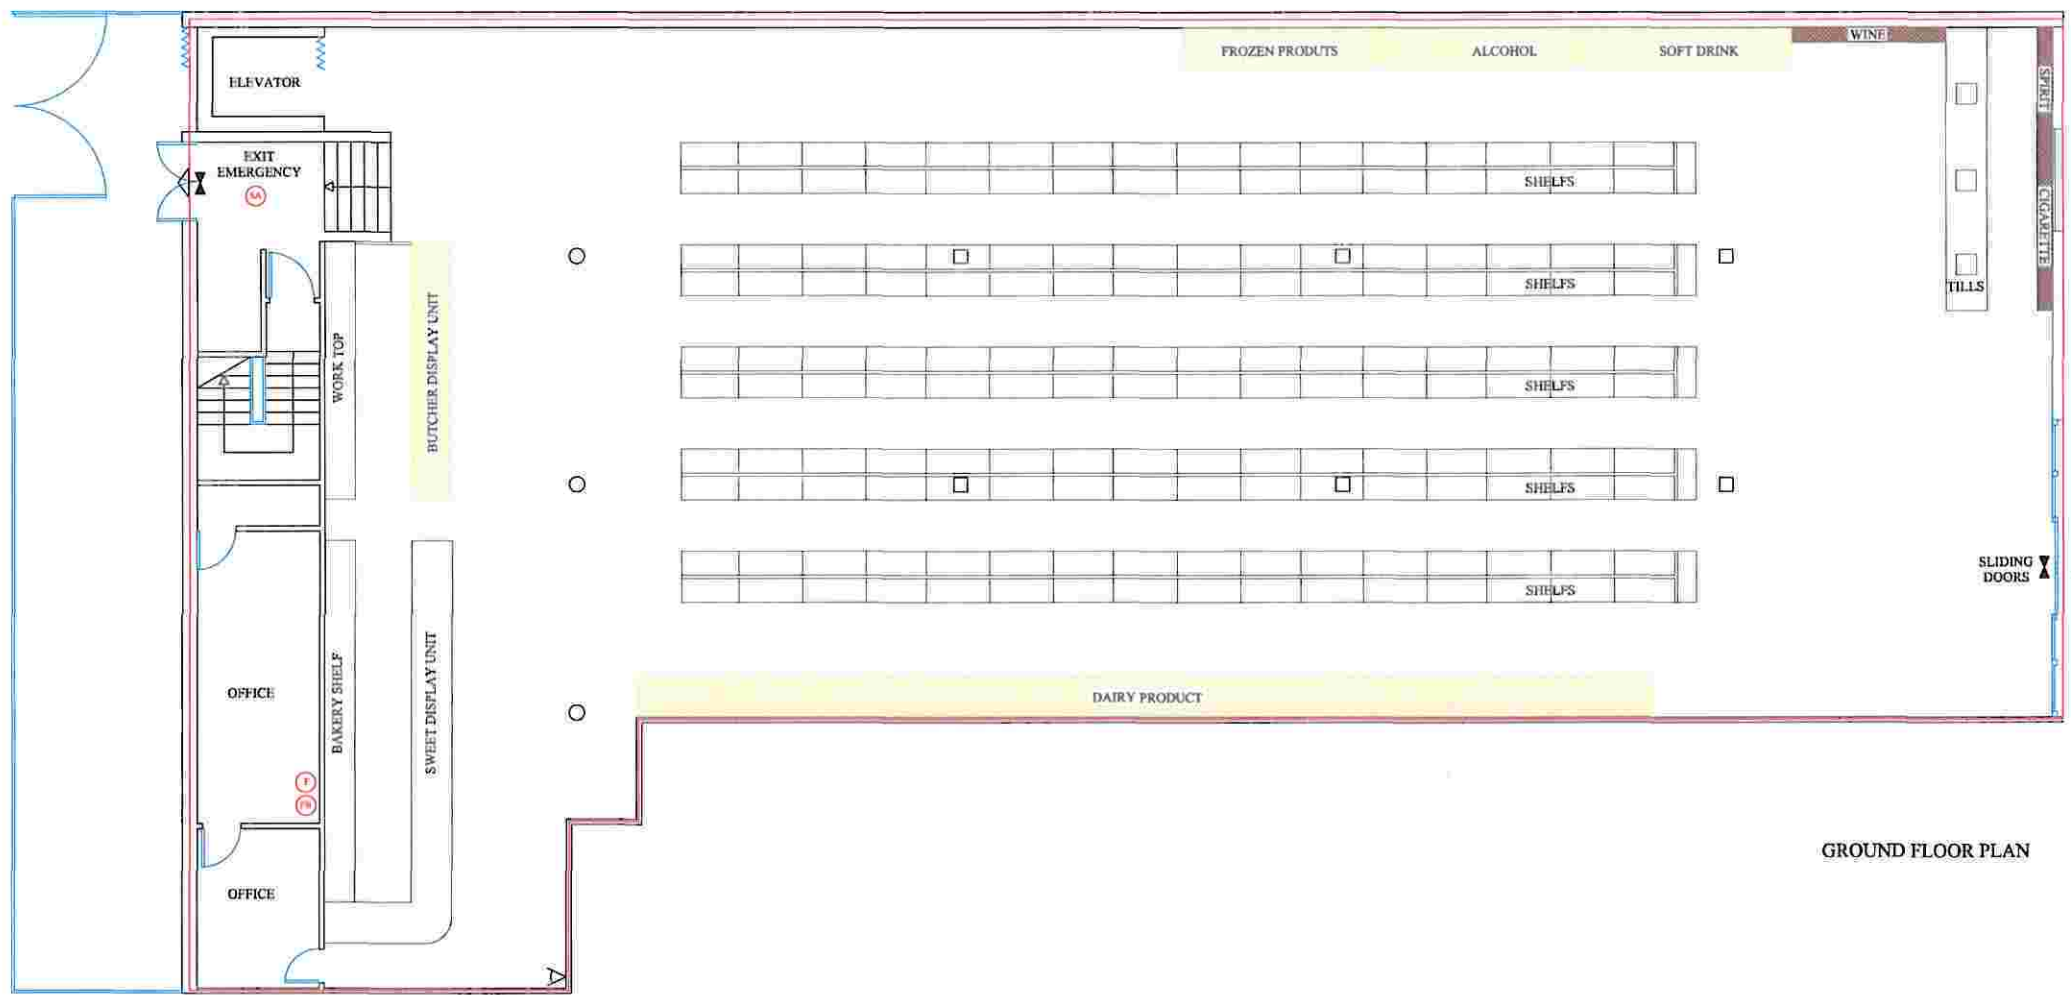 FROZEN PRODUTS
ALCOHOL
SOFT DRINK
WINE
ELEVATOR
SPIRIT
EXIT
EMERGENCY
SA
SHELFS
CIGARETTE
SHELFS
TILLS
WORK TOP
BUTCHER DISPLAY UNIT
SHELFS
SHELFS
SLIDING
DOORS
SHELFS
OFFICE
BAKERY SHELF
SWEET DISPLAY UNIT
DAIRY PRODUCT
GROUND FLOOR PLAN
OFFICE